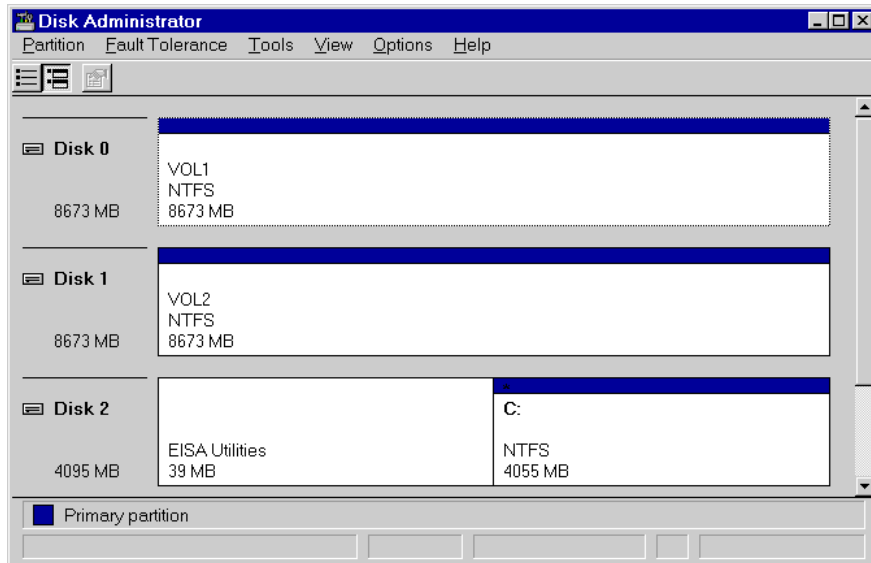 Disk Administrator
Partition Fault Tolerance Tools View Options Help
Disk 0
8673 MB
VOL1
NTFS
8673 MB
Disk 1
8673 MB
VOL2
NTFS
8673 MB
Disk 2
4095 MB
EISA Utilities
39 MB
C:
NTFS
4055 MB
Primary partition